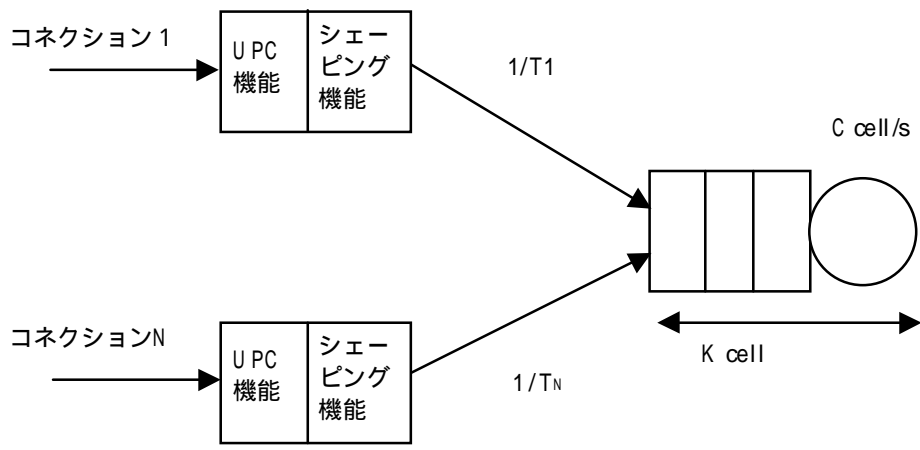 コネクション1
UPC
機能
シェー
ピング
機能
1/T1
C cell/s
K cell
コネクションN
UPC
機能
シェー
ピング
機能
1/TN